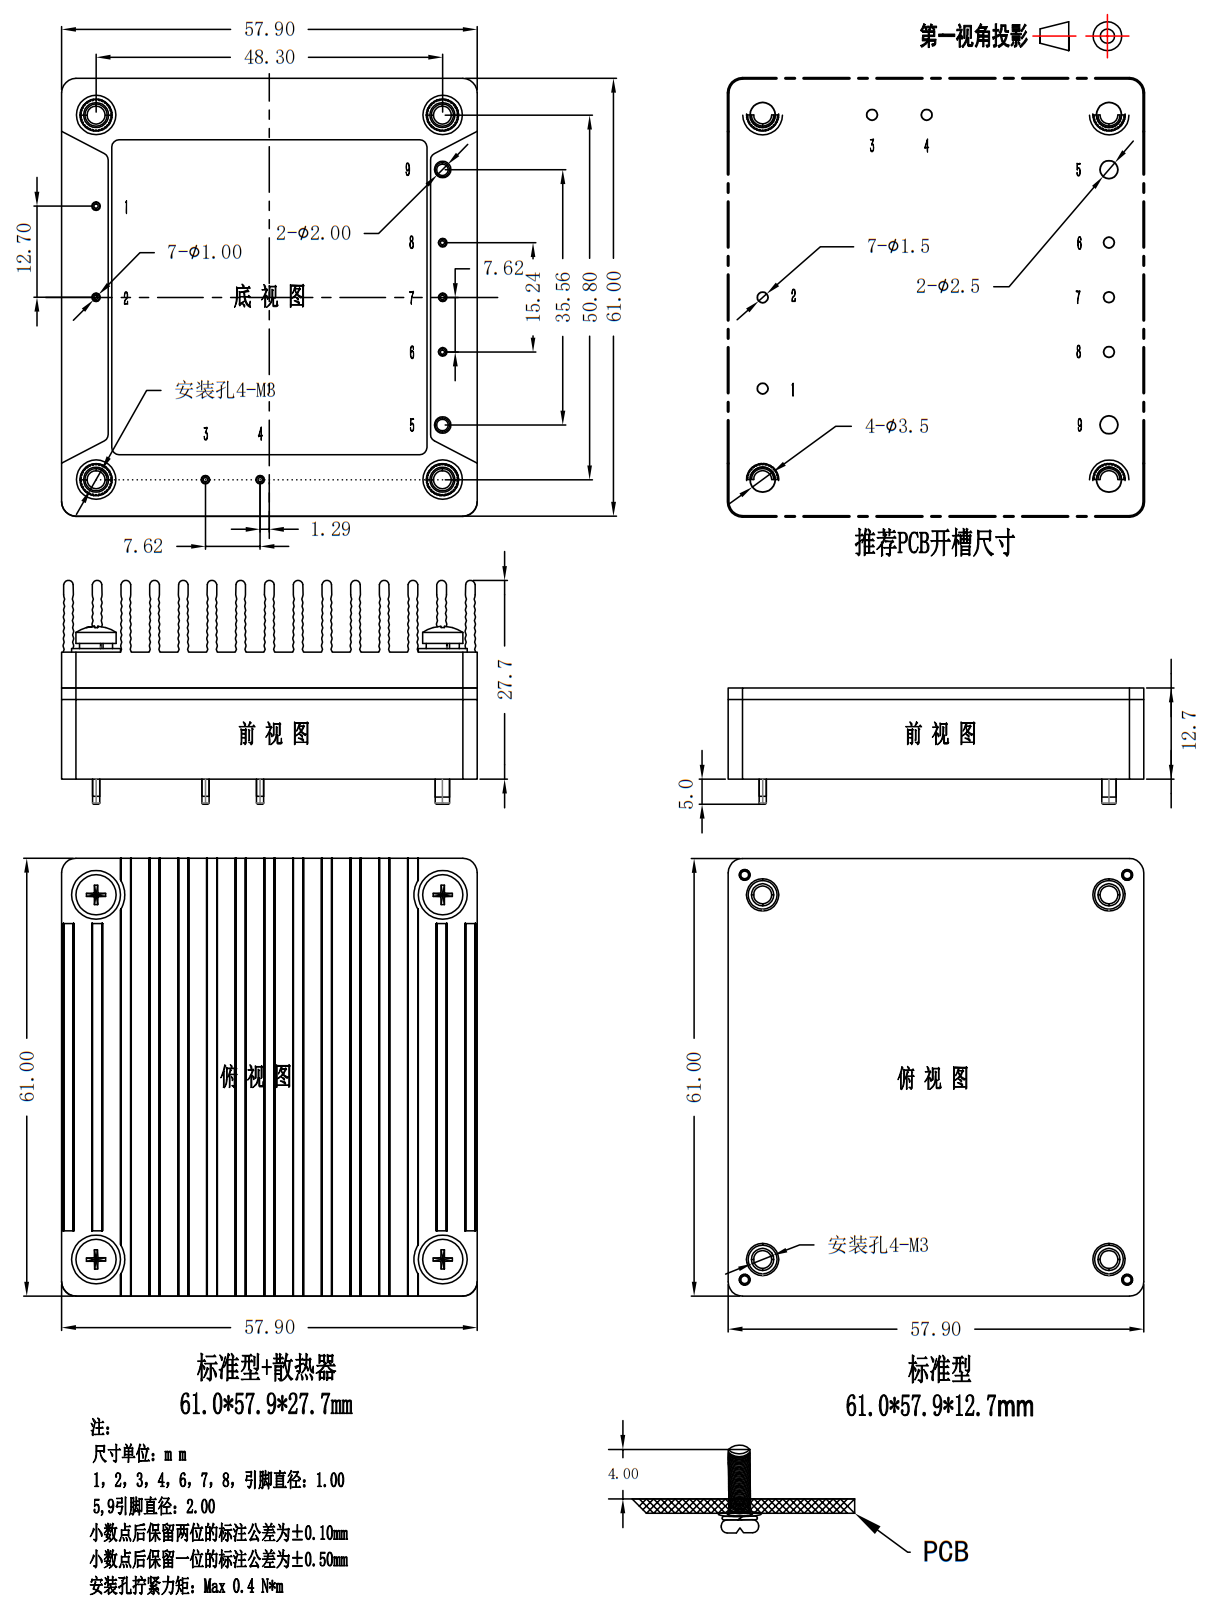 57.90
48.30
第一视角投影
9
3
4
5
1
12.70
2-φ2.00
8
7-φ1.00
7.62
6
7-φ1.5
2-φ2.5
2
底 视 图
7
7
15.24
35.56
50.80
61.00
2
6
8
安装孔4-M3
1
3
4
5
4-φ3.5
9
1.29
7.62
推荐PCB开槽尺寸
27.7
前 视 图
前 视 图
12.7
5.0
61.00
俯 视 图
61.00
俯 视 图
安装孔4-M3
57.90
57.90
标准型+散热器
标准型
61.0*57.9*27.7mm
61.0*57.9*12.7mm
注:
尺寸单位: m m
1, 2, 3, 4, 6, 7, 8, 引脚直径: 1.00
5,9引脚直径: 2.00
小数点后保留两位的标注公差为±0.10mm
小数点后保留一位的标注公差为±0.50mm
安装孔拧紧力矩: Max 0.4 N*m
4.00
PCB